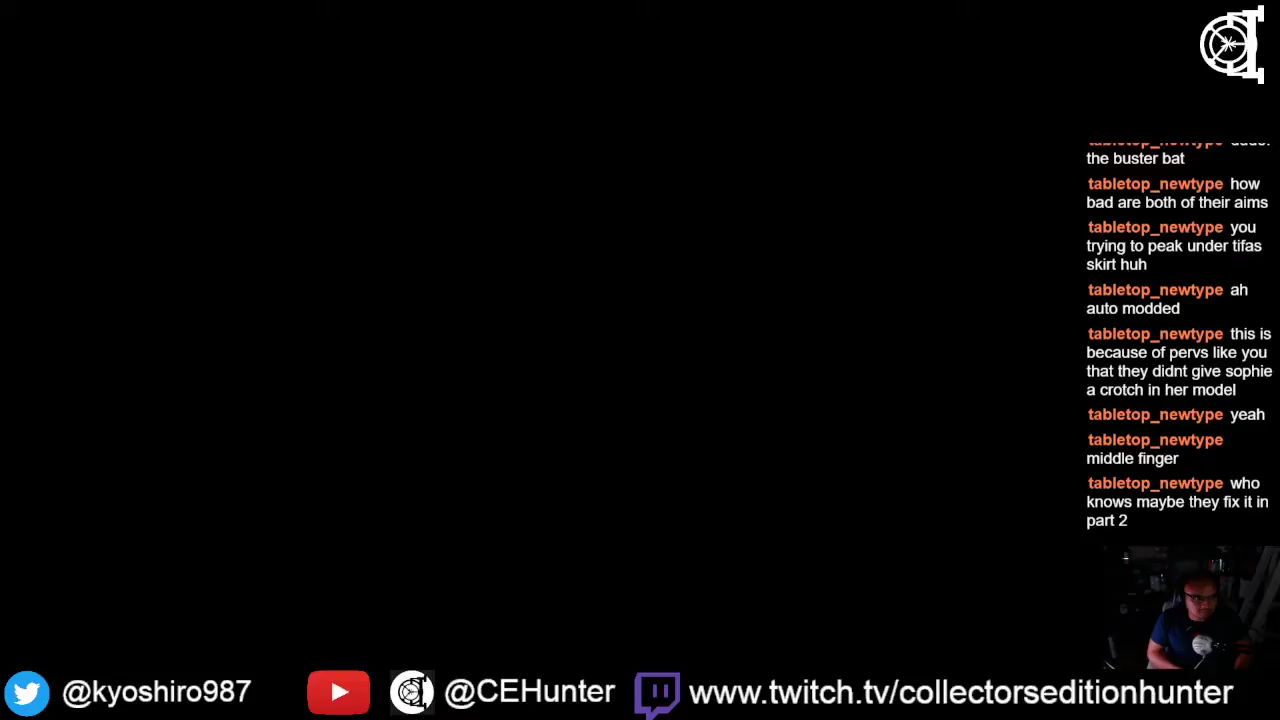 the buster bat
tabletop_newtype how
bad are both of their aims
tabletop_newtype you
trying to peak under tifas
skirt huh
tabletop_newtype ah
auto modded
tabletop_newtype this is
because of pervs like you
that they didnt give sophie
a crotch in her model
tabletop_newtype yeah
tabletop_newtype
middle finger
tabletop_newtype who
knows maybe they fix it in
part 2
@kyoshiro987 @CEHunter www.twitch.tv/collectorseditionhunter